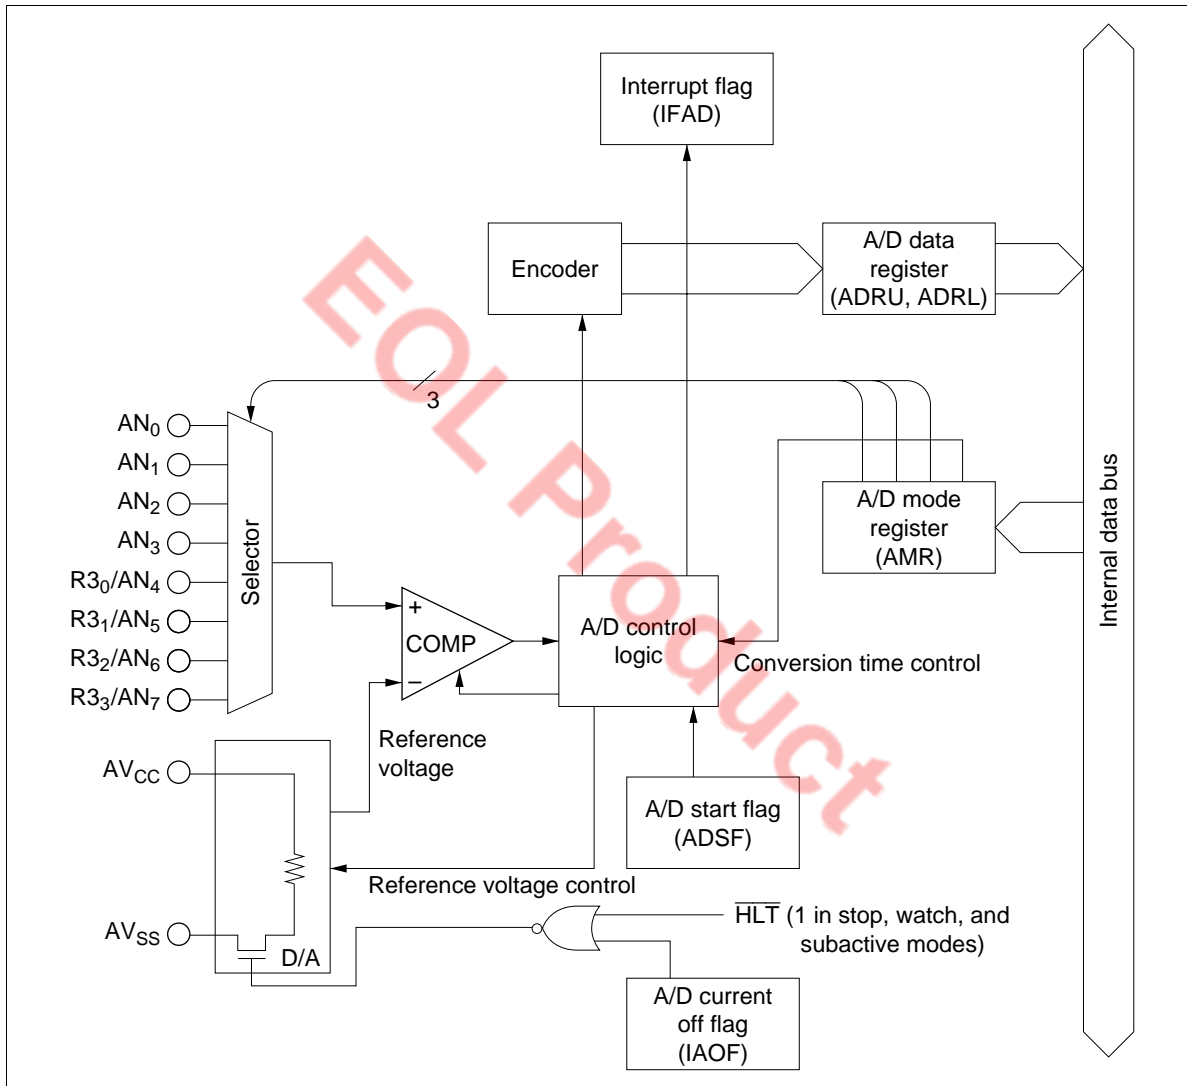 Interrupt flag
(IFAD)
Encoder
A/D data
register
(ADRU, ADRL)
3
AN0
AN1
AN2
AN3
R30/AN4
R31/AN5
R32/AN6
R33/AN7
Selector
A/D mode
register
(AMR)
Internal data bus
+
COMP
−
A/D control
logic
Conversion time control
Reference
voltage
AVCC
A/D start flag
(ADSF)
Reference voltage control
AVSS
D/A
HLT (1 in stop, watch, and
subactive modes)
A/D current
off flag
(IAOF)
EOL Product